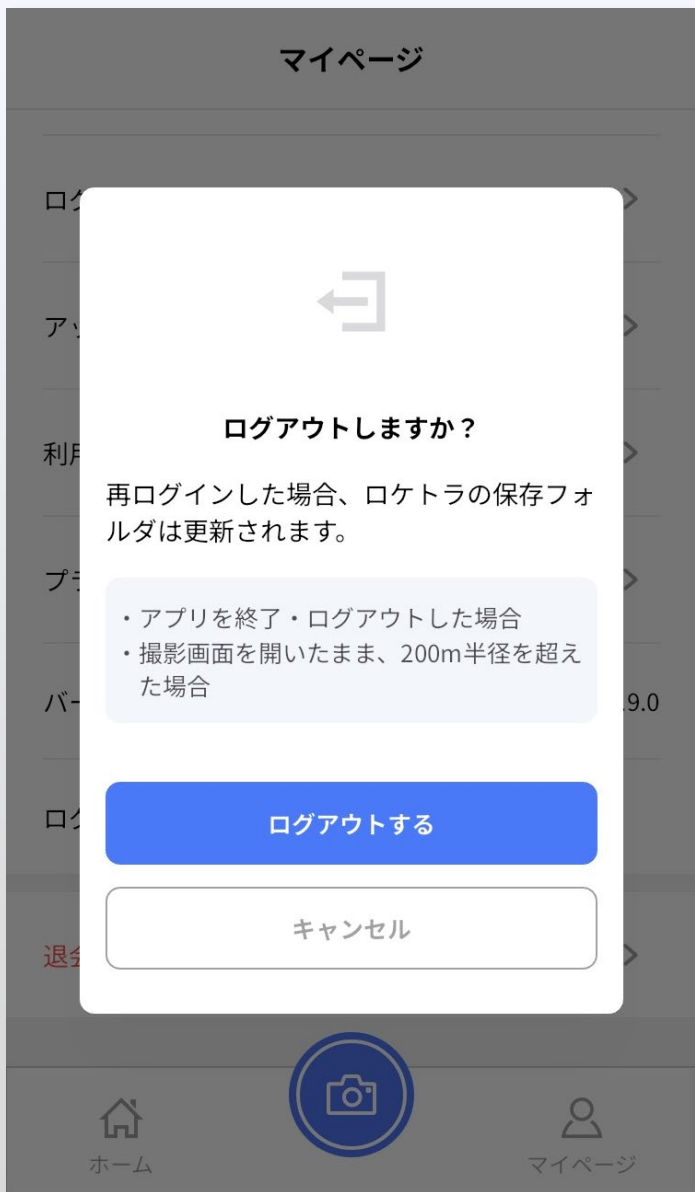 マイページ
ログアウトしますか？
再ログインした場合、ロケトラの保存フォ
ルダは更新されます。
・アプリを終了・ログアウトした場合
・撮影画面を開いたまま、200m半径を超え
た場合
.9.0
ログアウトする
キャンセル
ホーム
マイページ